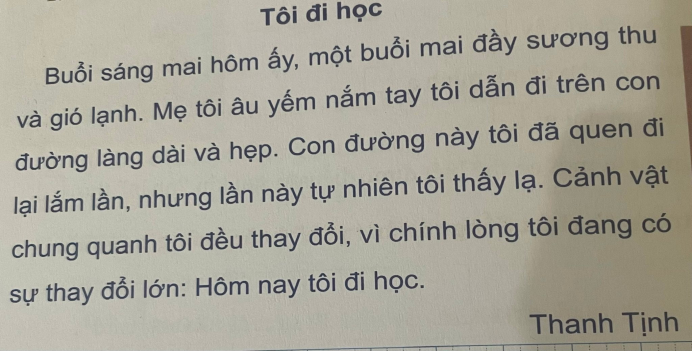 Tôi đi học
Buổi sáng mai hôm ấy, một buổi mai đầy sương thu
và gió lạnh. Mẹ tôi âu yếm nắm tay tôi dẫn đi trên con
đường làng dài và hẹp. Con đường này tôi đã quen đi
lại lắm lần, nhưng lần này tự nhiên tôi thấy lạ. Cảnh vật
chung quanh tôi đều thay đổi, vì chính lòng tôi đang có
sự thay đổi lớn: Hôm nay tôi đi học.
Thanh Tịnh